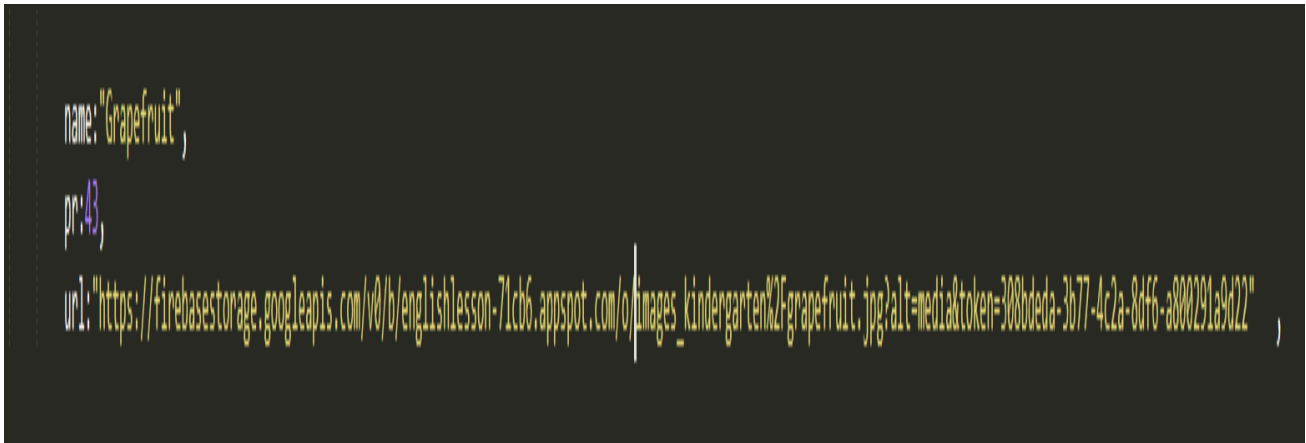 name:"Grapefruit",
pr:43,
url:"https://firebasestorage.googleapis.com/v0/b/englishlesson-71cb6.appspot.com/o/images_kindergarten%2Fgrapefruit.jpg?alt=media&token=308bdeda-3b77-4c2a-8df6-a800291a9d22" ,